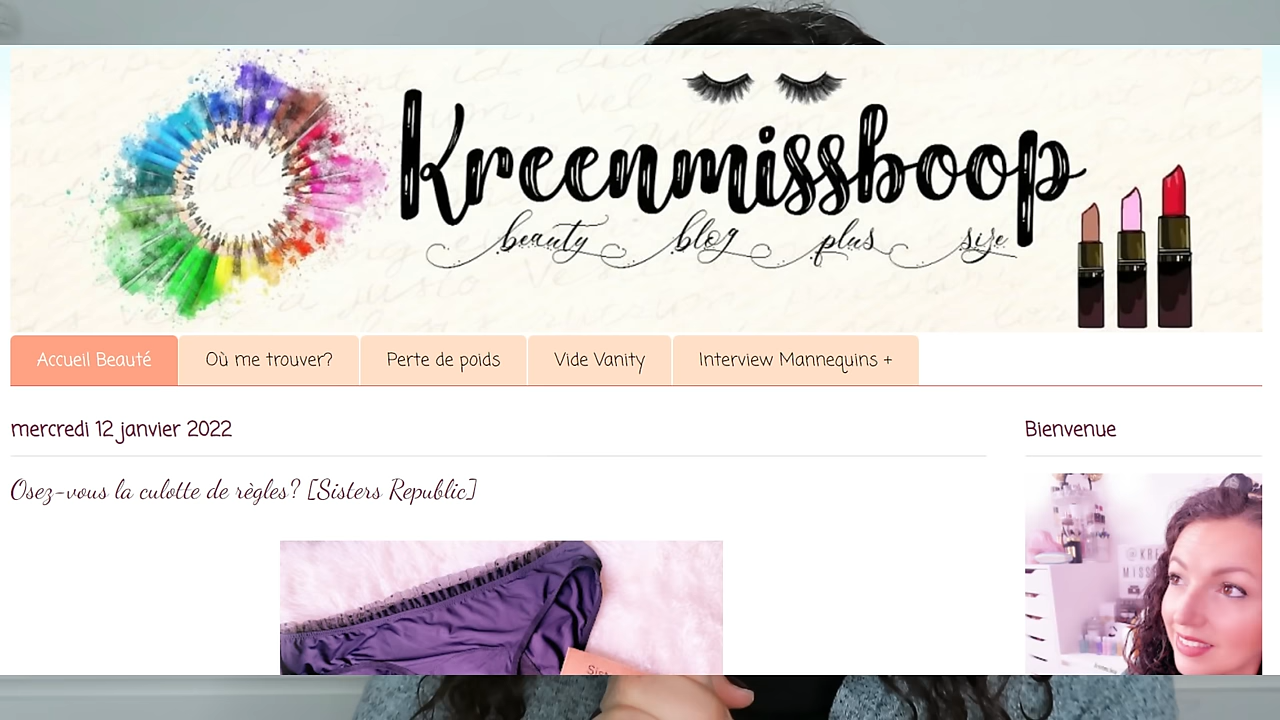 Kreenmissboop
beauty blog plus size
Accueil Beauté
Où me trouver?
Perte de poids
Vide Vanity
Interview Mannequins +
mercredi 12 janvier 2022
Bienvenue
Osez-vous la culotte de règles? [Sisters Republic]